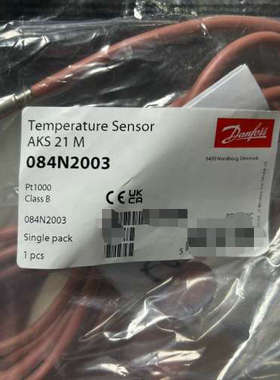 Temperature Sensor
AKS 21 M
084N2003
Danfoss
6430 Nordborg, Denmark
Pt1000
Class B
CE UK
CA
084N2003
Single pack
1 pcs